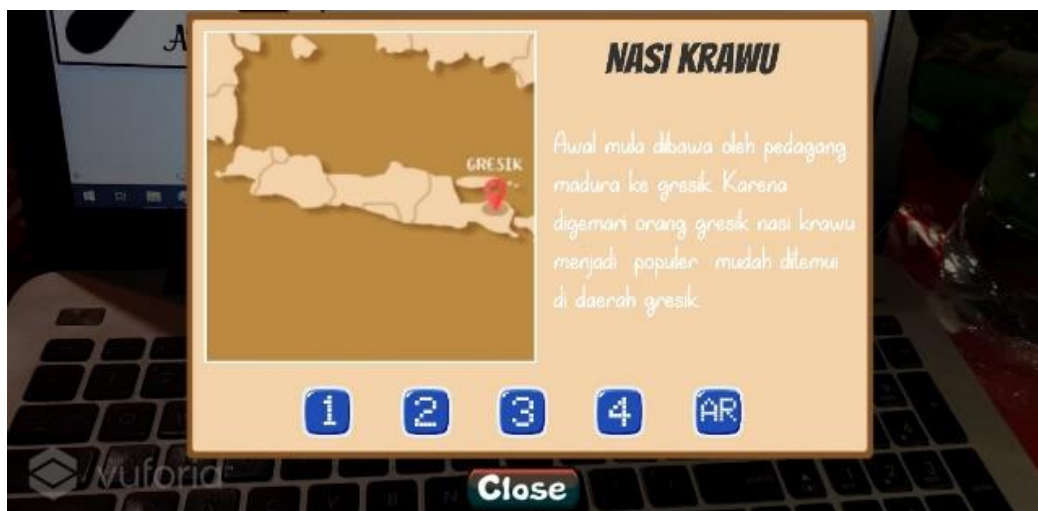 A
NASI KRAWU
GRESIK
Awal mula dibawa oleh pedagang
madura ke gresik. Karena
digemari orang gresik nasi krawu
menjadi populer mudah ditemui
di daerah gresik.
1 2 3 4 AR
vuforia
Close